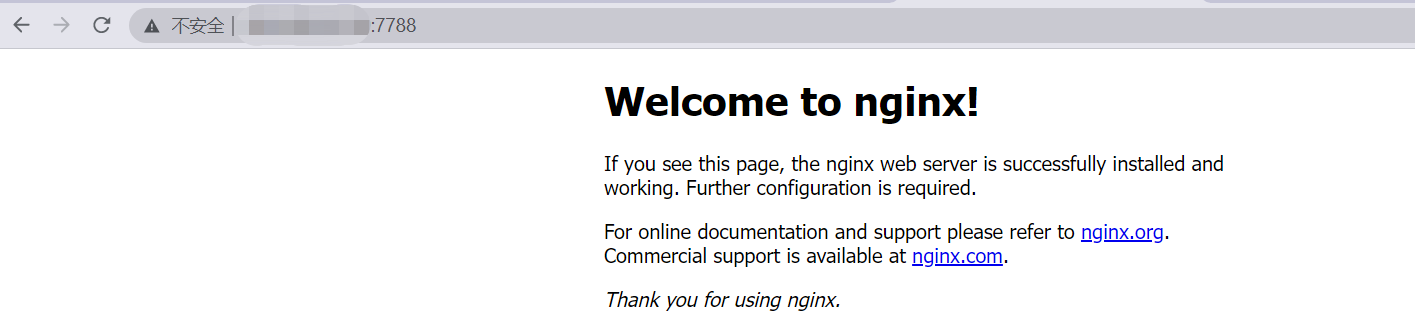 不安全 | :7788
Welcome to nginx!
If you see this page, the nginx web server is successfully installed and
working. Further configuration is required.
For online documentation and support please refer to nginx.org.
Commercial support is available at nginx.com.
Thank you for using nginx.